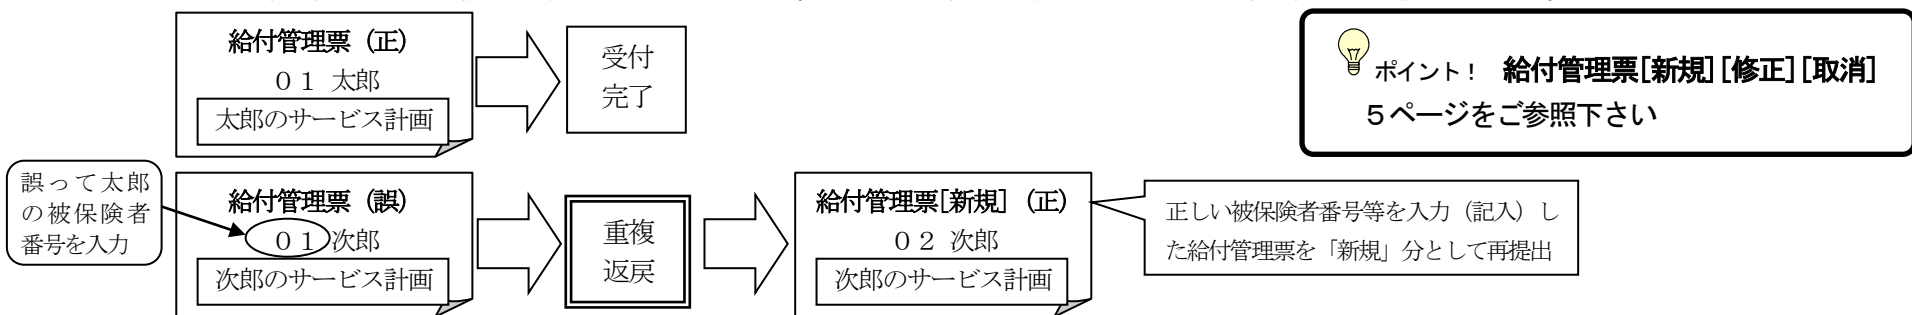 給付管理票（正）
０１ 太郎
太郎のサービス計画
受付
完了
ポイント！ 給付管理票[新規][修正][取消]
５ページをご参照下さい
誤って太郎
の被保険者
番号を入力
給付管理票（誤）
０１ 次郎
次郎のサービス計画
重複
返戻
給付管理票[新規]（正）
０２ 次郎
次郎のサービス計画
正しい被保険者番号等を入力（記入）し
た給付管理票を「新規」分として再提出